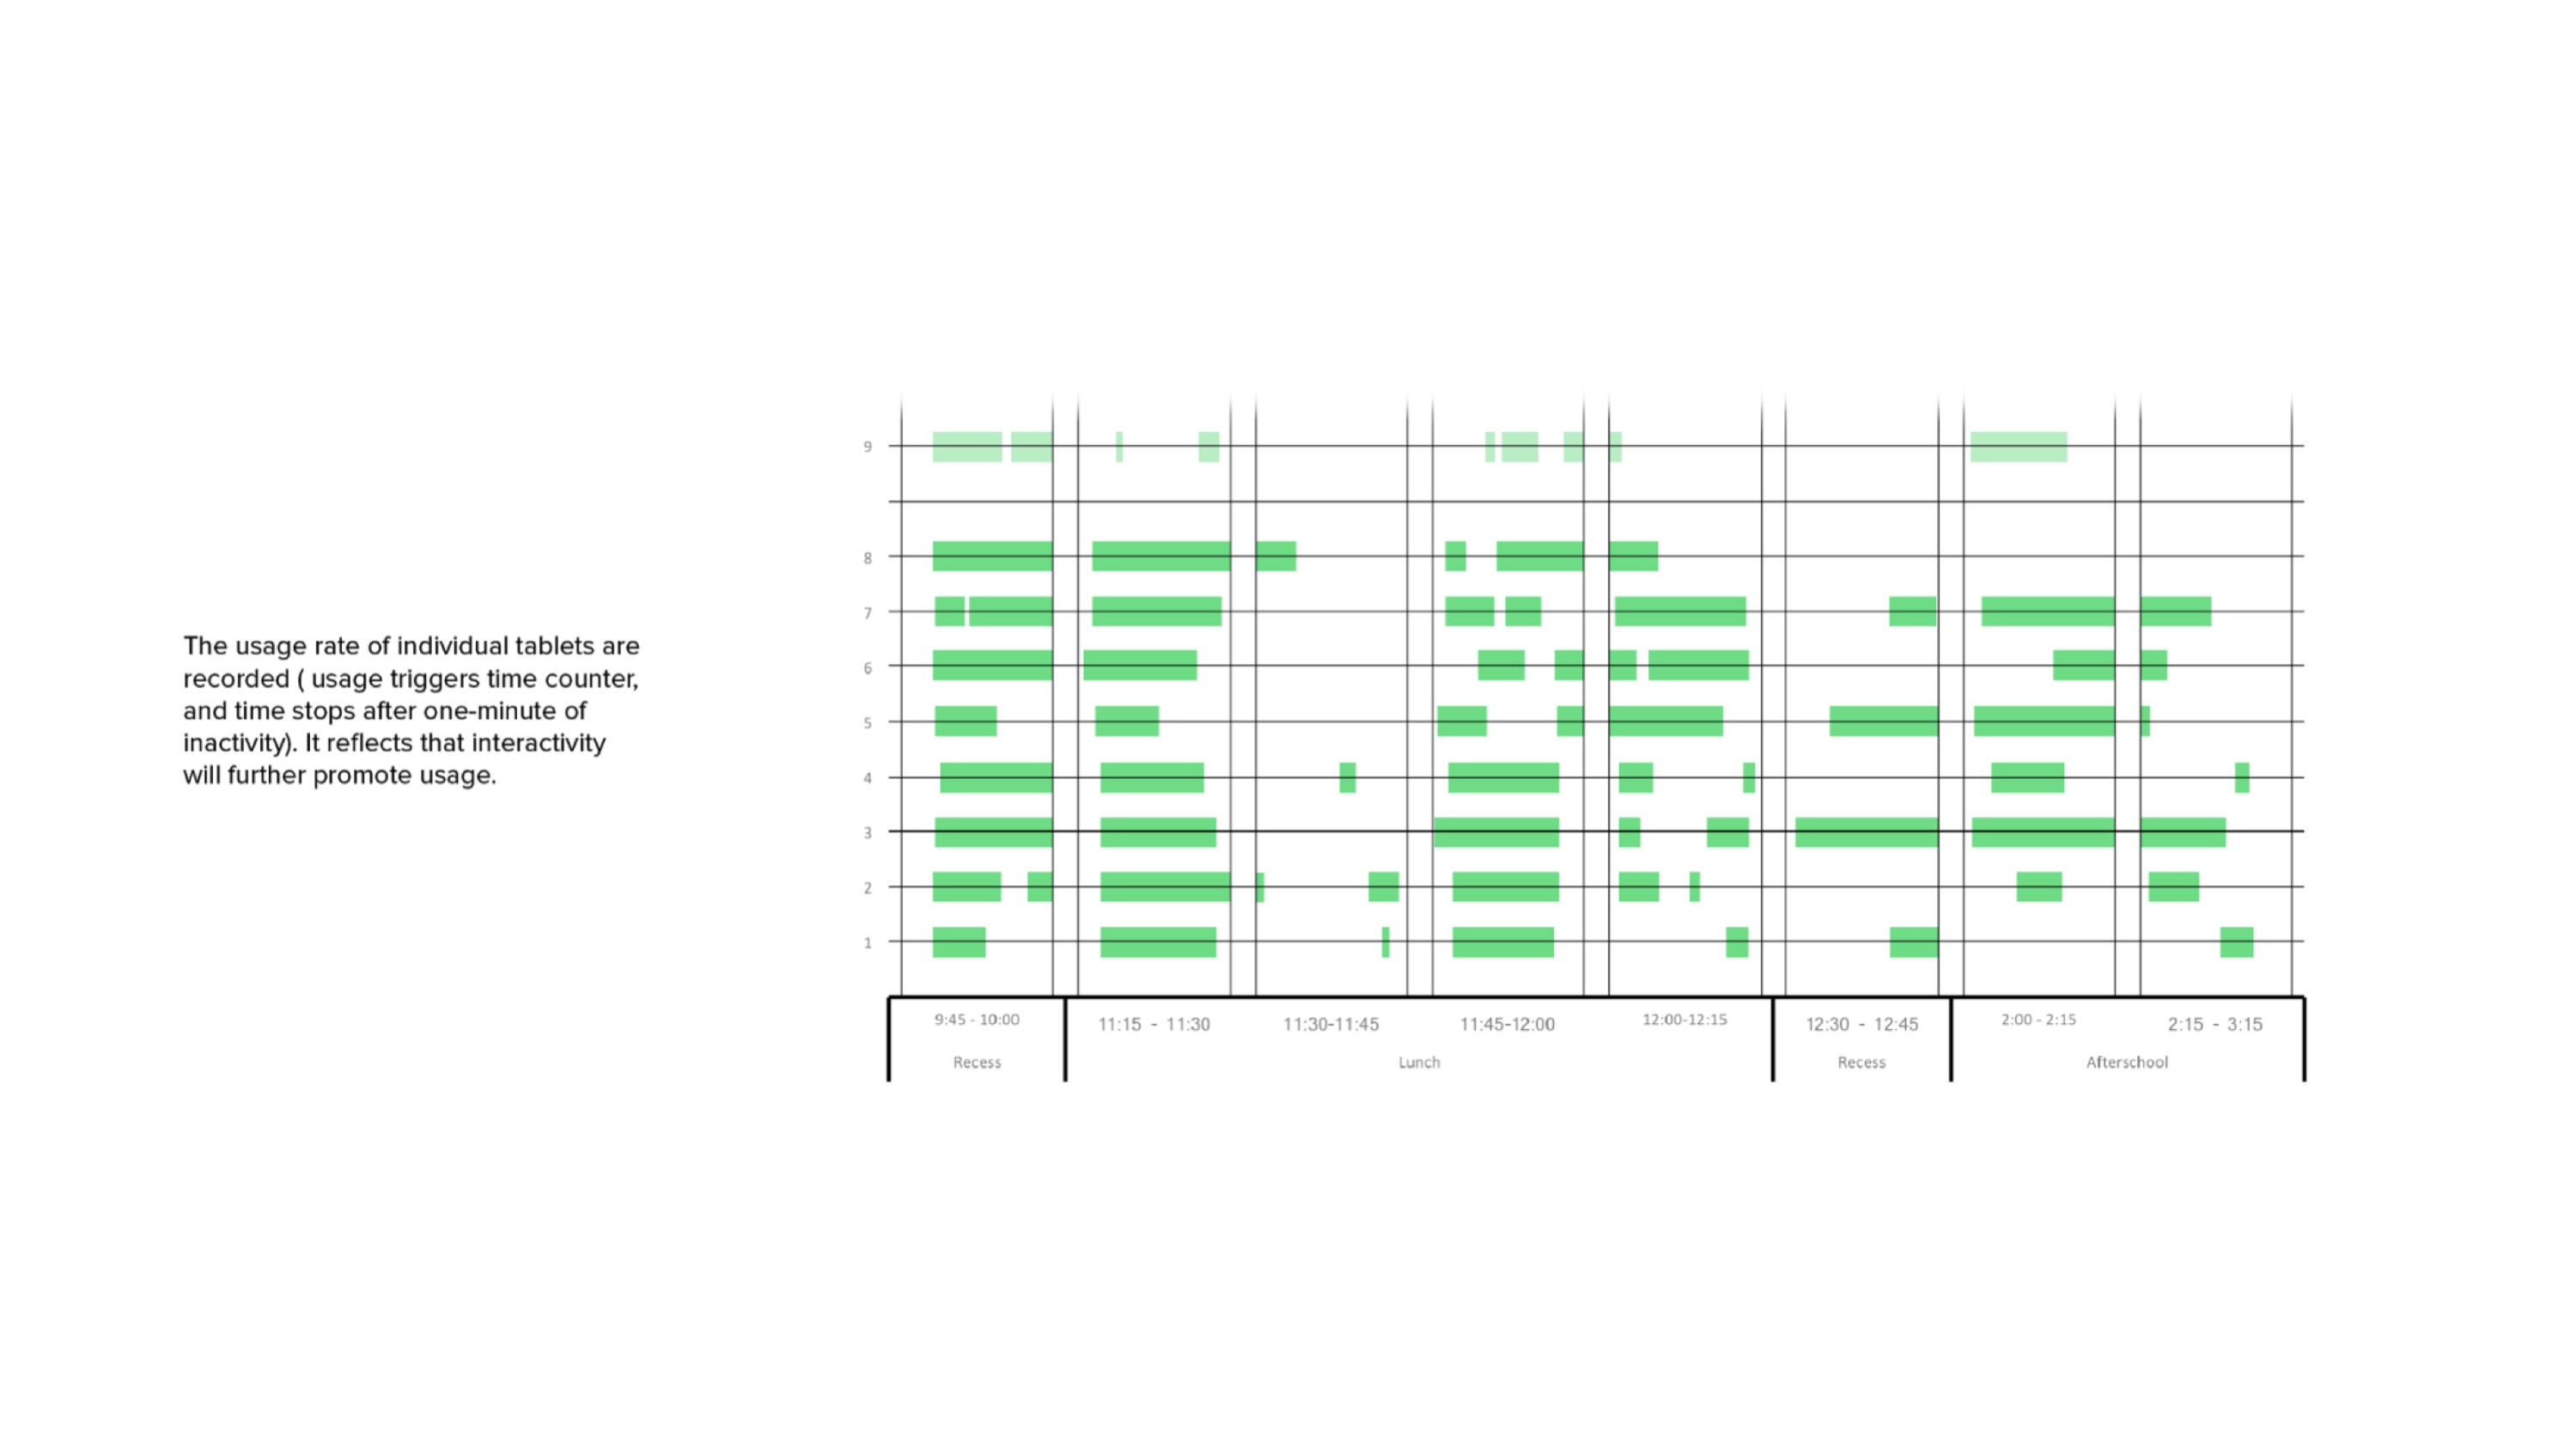 The usage rate of individual tablets are
recorded ( usage triggers time counter,
and time stops after one-minute of
inactivity). It reflects that interactivity
will further promote usage.
9
8
7
6
5
4
3
2
1
9:45 - 10:00 11:15 - 11:30 11:30-11:45 11:45-12:00 12:00-12:15 12:30 - 12:45 2:00 - 2:15 2:15 - 3:15
Recess Lunch Recess Afterschool